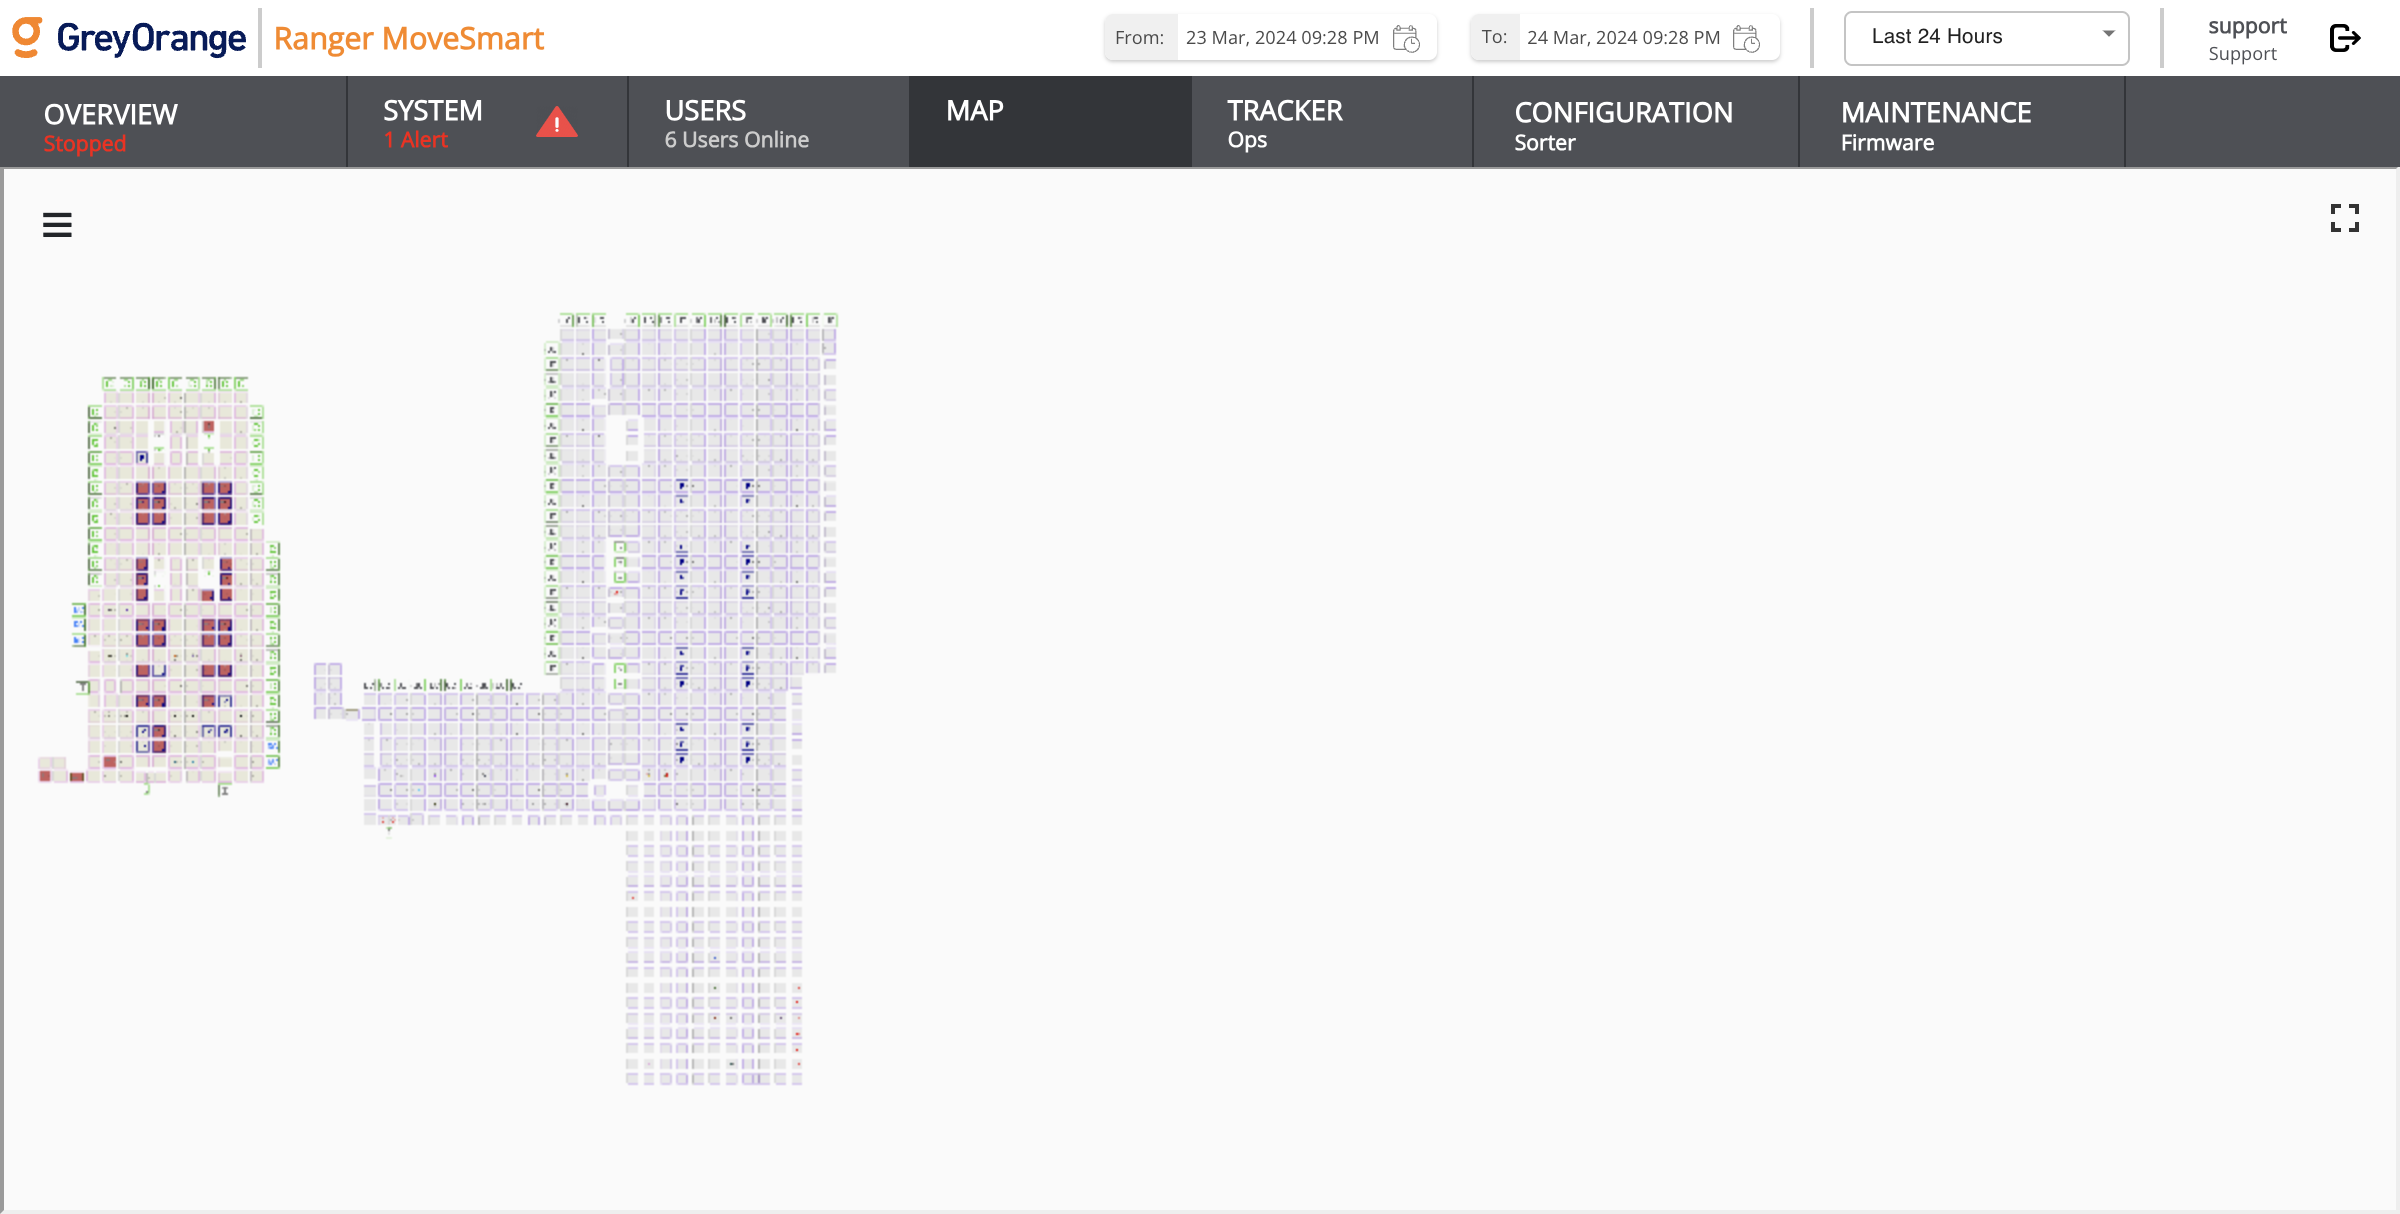 GreyOrange
Ranger MoveSmart
From: 23 Mar, 2024 09:28 PM
To: 24 Mar, 2024 09:28 PM
Last 24 Hours
support
Support
OVERVIEW
Stopped
SYSTEM
1 Alert
USERS
6 Users Online
MAP
TRACKER
Ops
CONFIGURATION
Sorter
MAINTENANCE
Firmware